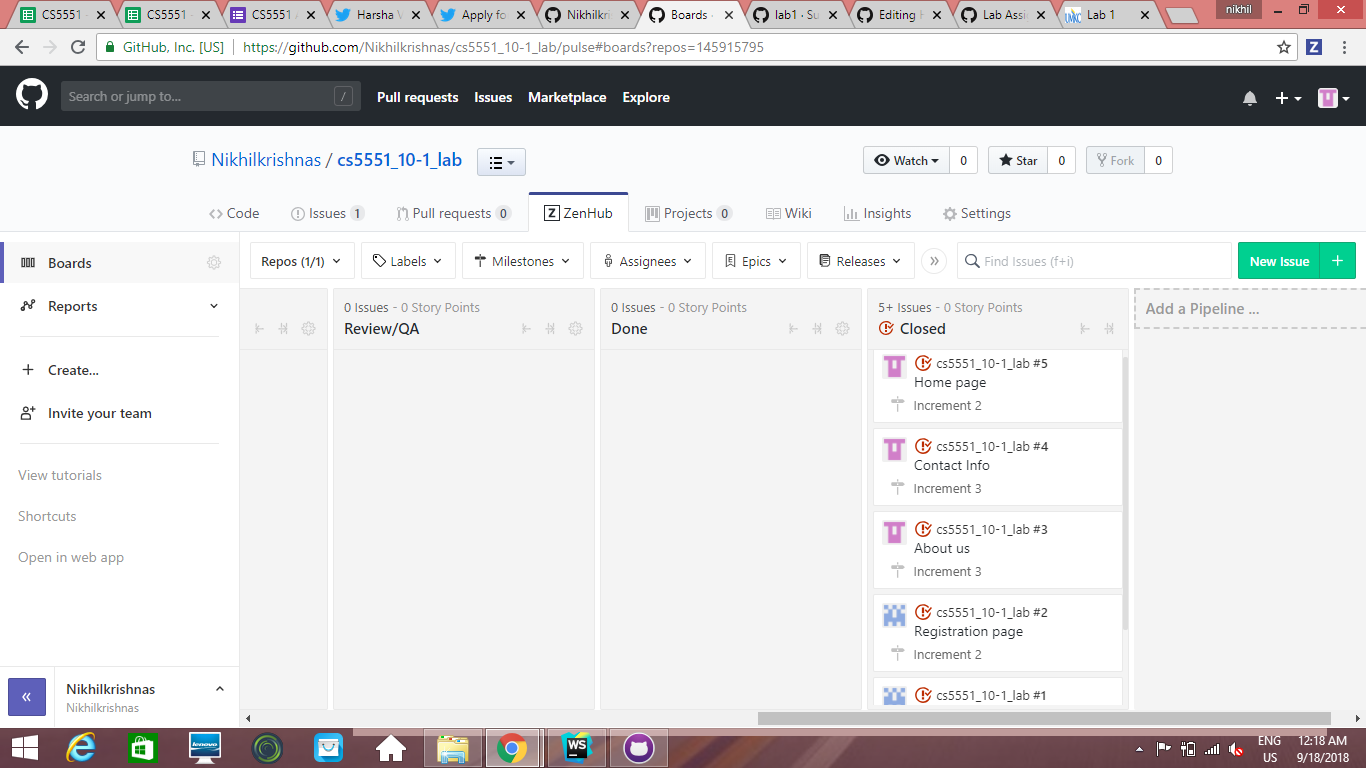 CS5551 -
CS5551 -
CS5551 A
Harsha V
Apply fo
Nikhilkri
Boards ·
lab1 · Su
Editing
Lab Assi
Lab 1
nikhil
GitHub, Inc. [US] https://github.com/Nikhilkrishnas/cs5551_10-1_lab/pulse#boards?repos=145915795
Search or jump to... /
Pull requests Issues Marketplace Explore
Nikhilkrishnas / cs5551_10-1_lab
Watch 0 Star 0 Fork 0
Code Issues 1 Pull requests 0 ZenHub Projects 0 Wiki Insights Settings
Boards
Reports
Create...
Invite your team
View tutorials
Shortcuts
Open in web app
Nikhilkrishnas
Nikhilkrishnas
Repos (1/1) Labels Milestones Assignees Epics Releases » Find Issues (f+i) New Issue +
0 Issues - 0 Story Points
Review/QA
0 Issues - 0 Story Points
Done
5+ Issues - 0 Story Points
Closed
cs5551_10-1_lab #5
Home page
Increment 2
cs5551_10-1_lab #4
Contact Info
Increment 3
cs5551_10-1_lab #3
About us
Increment 3
cs5551_10-1_lab #2
Registration page
Increment 2
cs5551_10-1_lab #1
Add a Pipeline ...
lenovo
WS
ENG
US
12:18 AM
9/18/2018